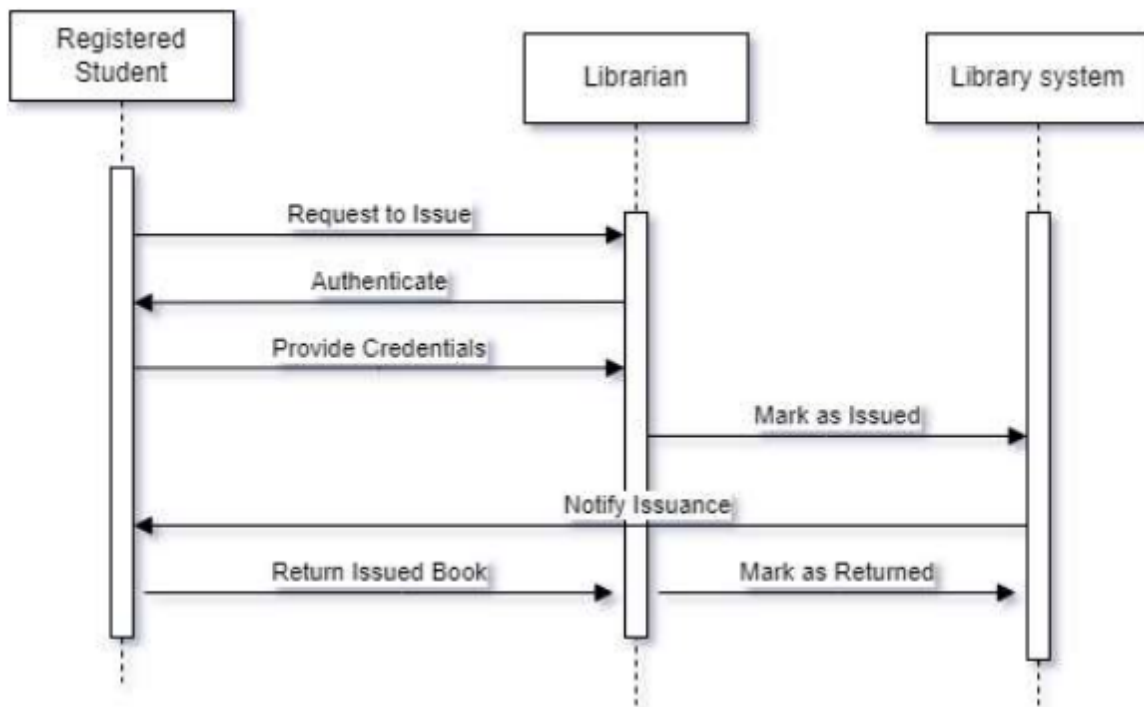 Registered
Student
Librarian
Library system
Request to Issue
Authenticate
Provide Credentials
Mark as Issued
Notify Issuance
Return Issued Book
Mark as Returned